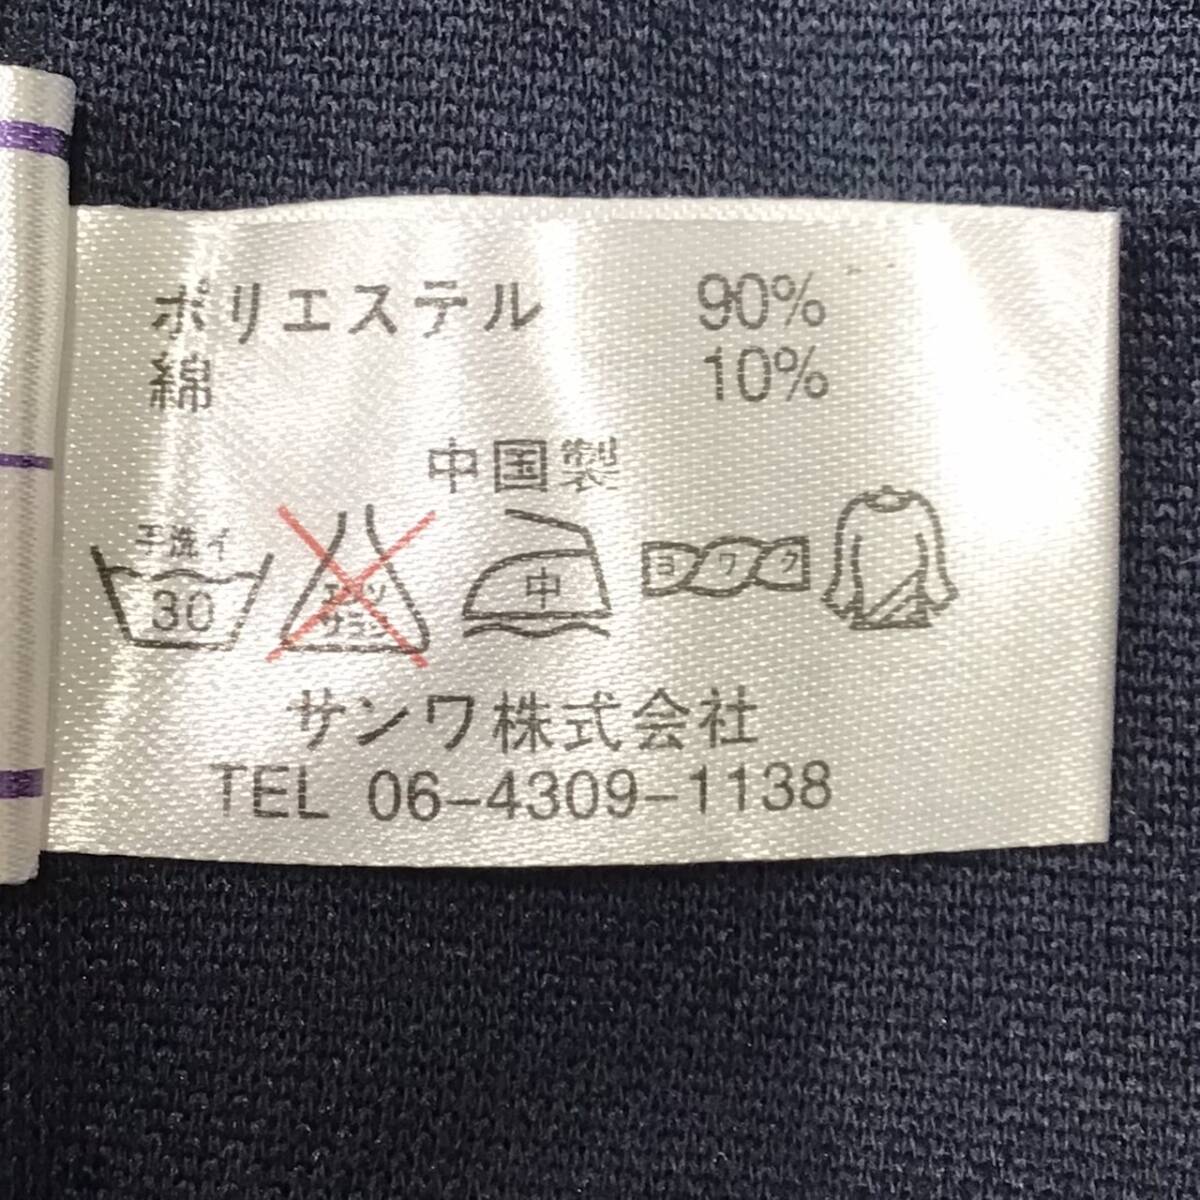 ポリエステル 90%
綿 10%
中国製
手洗イ
30
エンソ
サラシ
中
ヨワク
サンワ株式会社
TEL 06-4309-1138